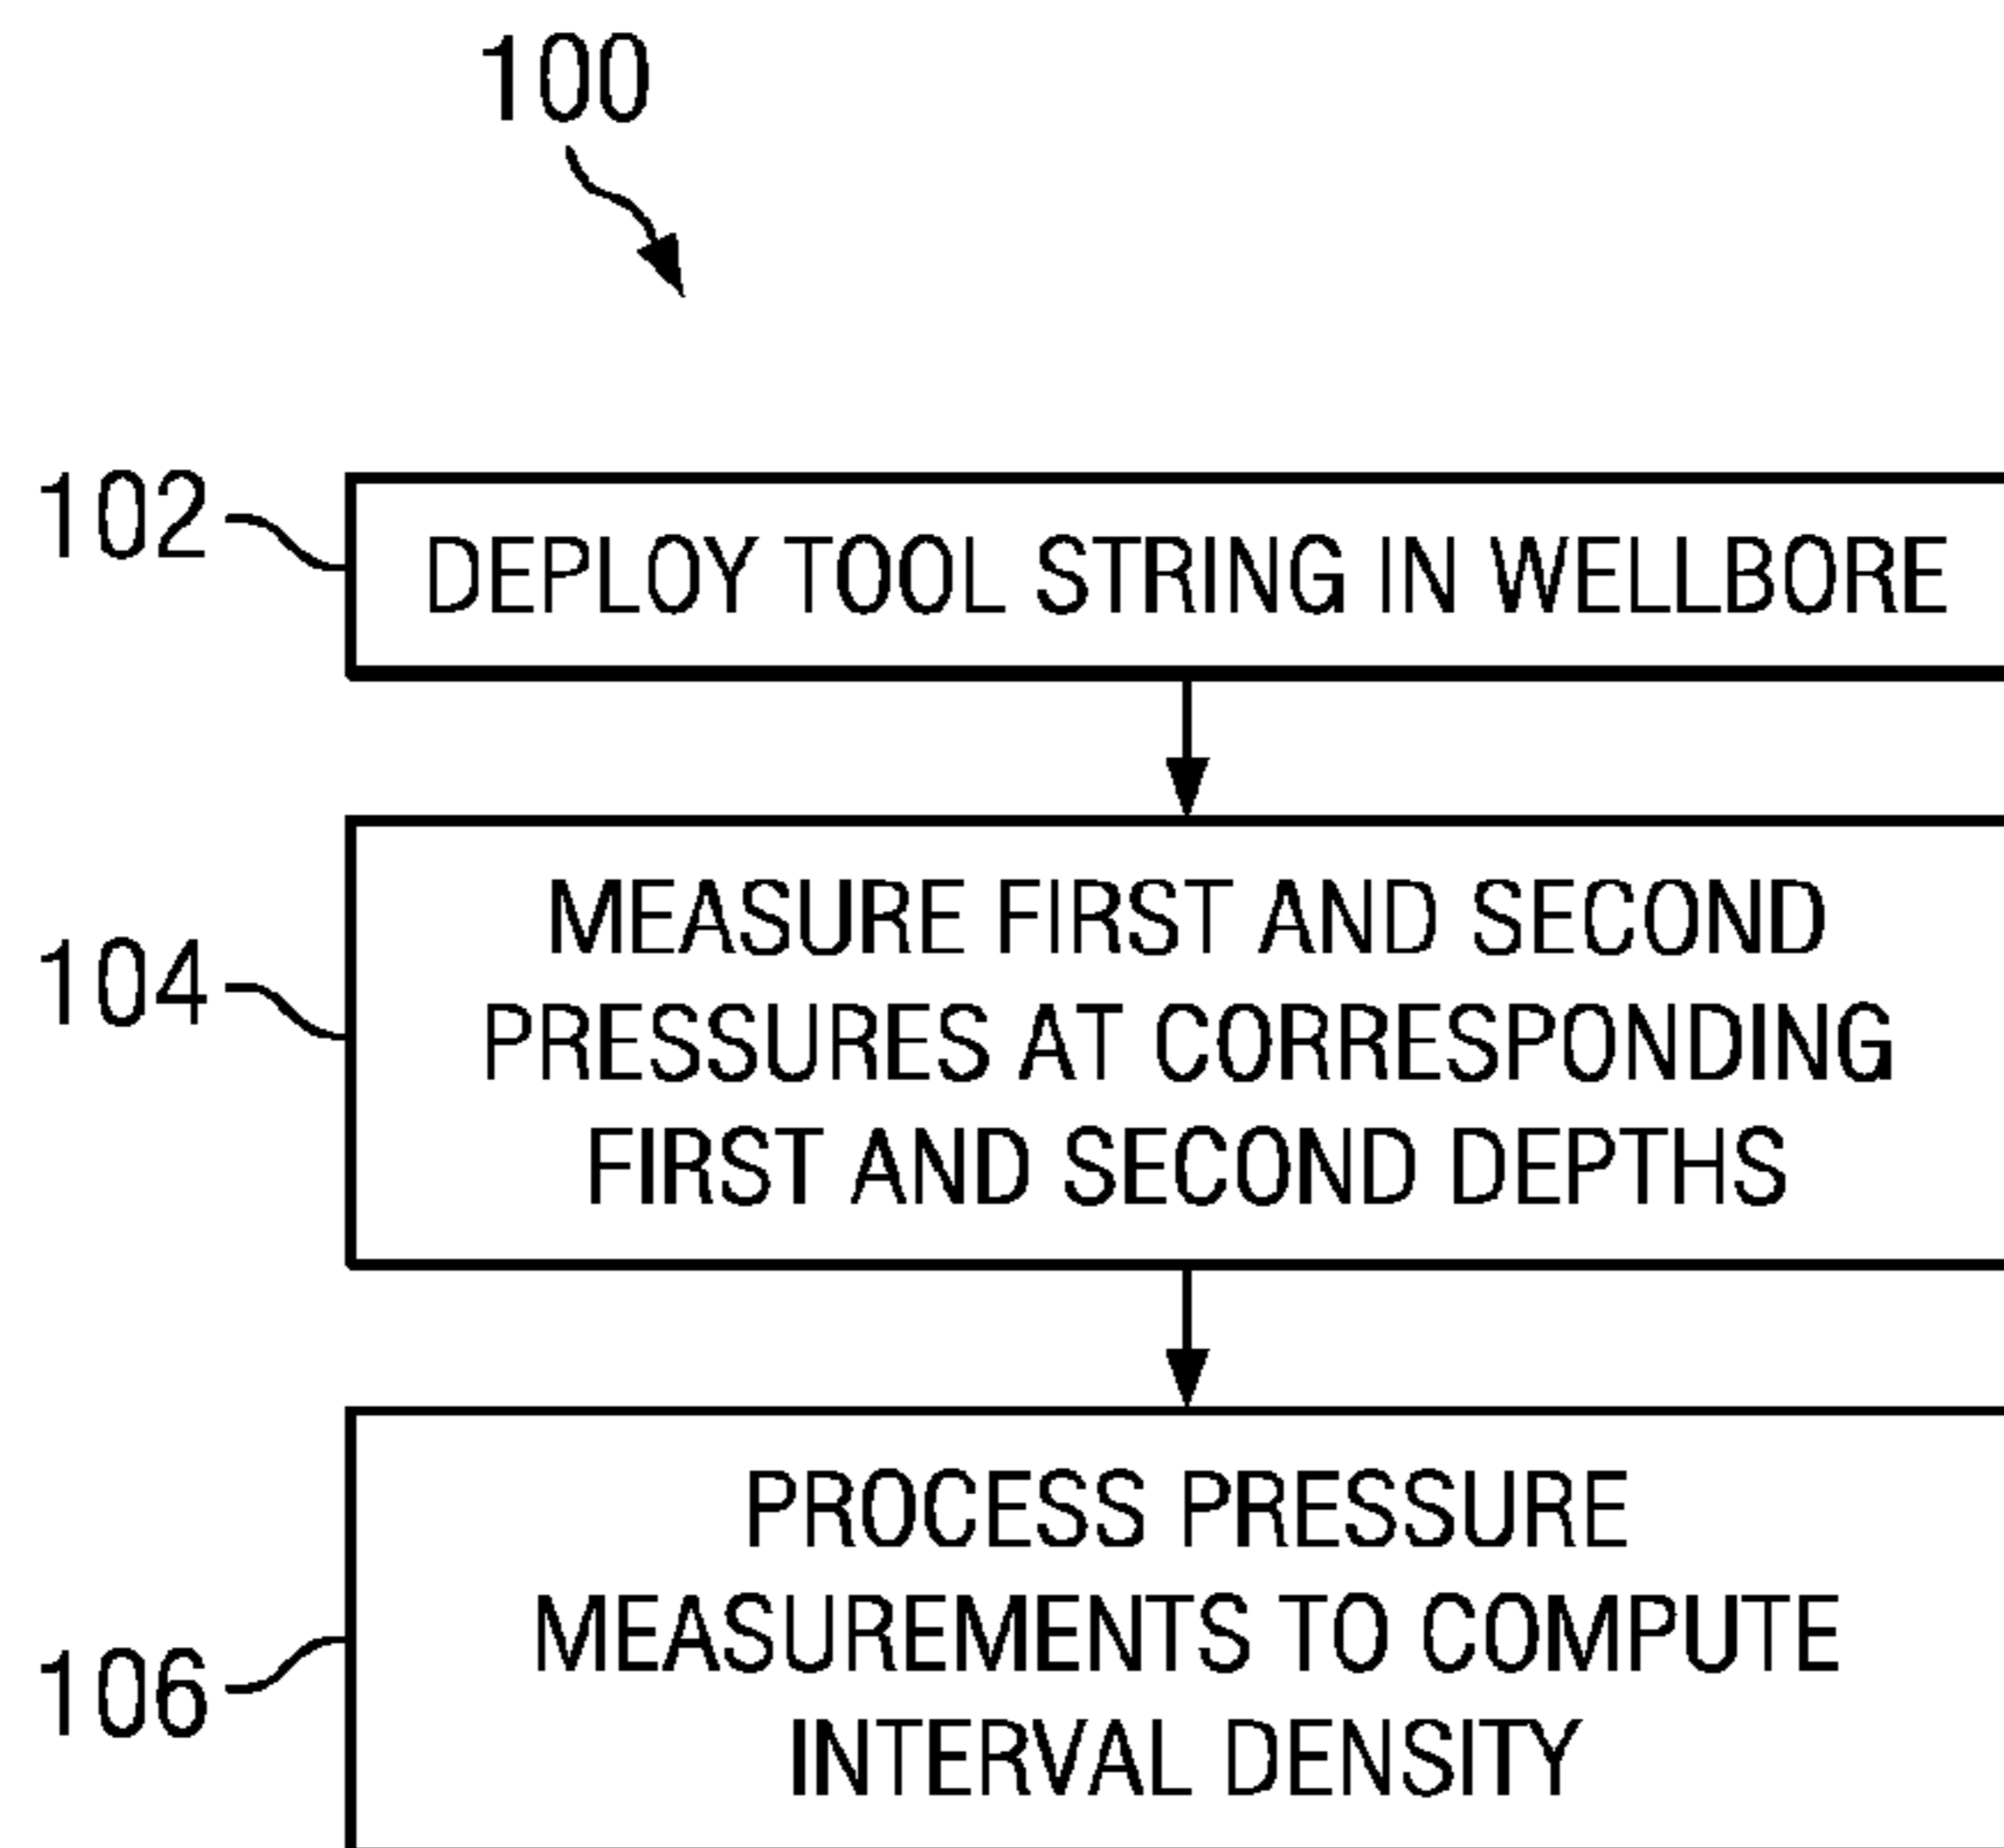 100
102
DEPLOY TOOL STRING IN WELLBORE
104
MEASURE FIRST AND SECOND
PRESSURES AT CORRESPONDING
FIRST AND SECOND DEPTHS
106
PROCESS PRESSURE
MEASUREMENTS TO COMPUTE
INTERVAL DENSITY